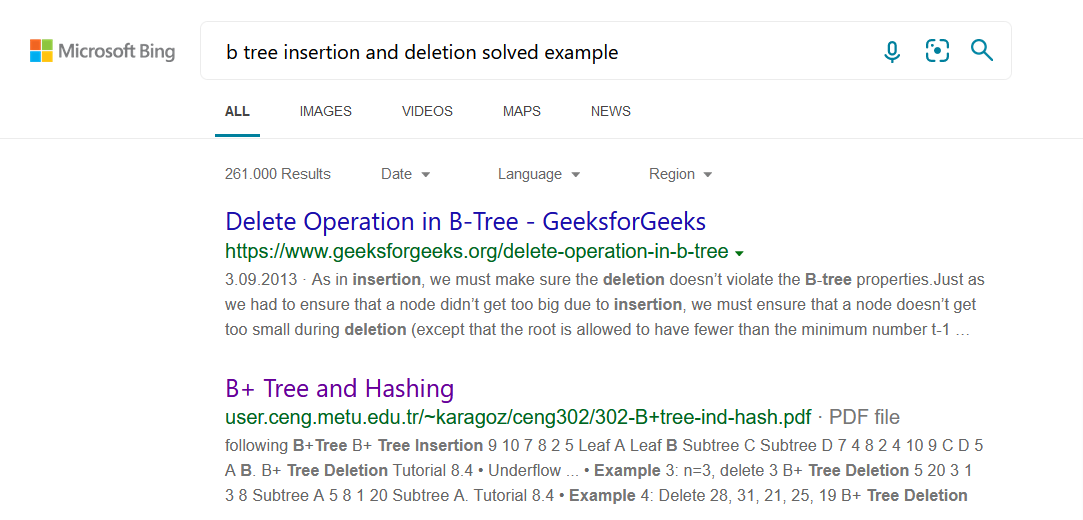 Microsoft Bing
b tree insertion and deletion solved example
ALL IMAGES VIDEOS MAPS NEWS
261.000 Results Date Language Region
Delete Operation in B-Tree - GeeksforGeeks
https://www.geeksforgeeks.org/delete-operation-in-b-tree
3.09.2013 · As in insertion, we must make sure the deletion doesn’t violate the B-tree properties.Just as
we had to ensure that a node didn’t get too big due to insertion, we must ensure that a node doesn’t get
too small during deletion (except that the root is allowed to have fewer than the minimum number t-1 ...
B+ Tree and Hashing
user.ceng.metu.edu.tr/~karagoz/ceng302/302-B+tree-ind-hash.pdf · PDF file
following B+Tree B+ Tree Insertion 9 10 7 8 2 5 Leaf A Leaf B Subtree C Subtree D 7 4 8 2 4 10 9 C D 5
A B. B+ Tree Deletion Tutorial 8.4 • Underflow ... • Example 3: n=3, delete 3 B+ Tree Deletion 5 20 3 1
3 8 Subtree A 5 8 1 20 Subtree A. Tutorial 8.4 • Example 4: Delete 28, 31, 21, 25, 19 B+ Tree Deletion